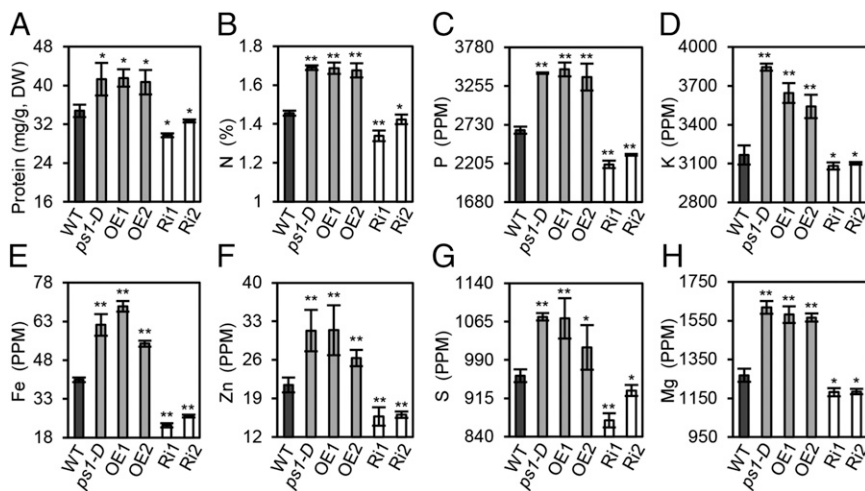 A
Protein (mg/g, DW)
48
40
32
24
16
* * * * *
WT ps1-D OE1 OE2 Ri1 Ri2
B
N (%)
1.8
1.6
1.4
1.2
1
** ** ** ** *
WT ps1-D OE1 OE2 Ri1 Ri2
C
P (PPM)
3780
3255
2730
2205
1680
** ** ** ** **
WT ps1-D OE1 OE2 Ri1 Ri2
D
K (PPM)
4000
3700
3400
3100
2800
** ** ** * *
WT ps1-D OE1 OE2 Ri1 Ri2
E
Fe (PPM)
78
63
48
33
18
** ** ** ** **
WT ps1-D OE1 OE2 Ri1 Ri2
F
Zn (PPM)
40
33
26
19
12
** ** ** ** **
WT ps1-D OE1 OE2 Ri1 Ri2
G
S (PPM)
1140
1065
990
915
840
** ** * ** *
WT ps1-D OE1 OE2 Ri1 Ri2
H
Mg (PPM)
1750
1550
1350
1150
950
** ** ** * *
WT ps1-D OE1 OE2 Ri1 Ri2